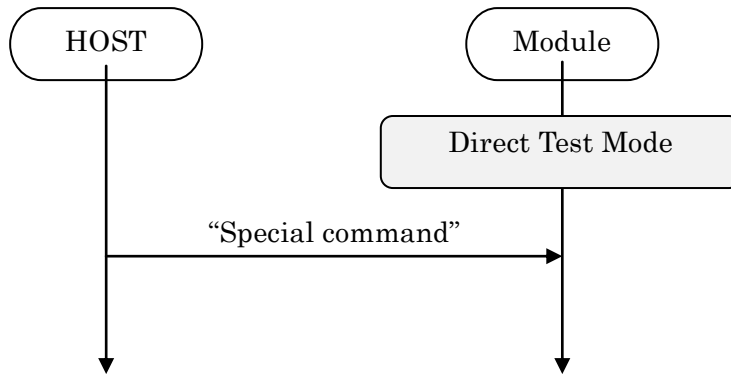 HOST
Module
Direct Test Mode
“Special command”